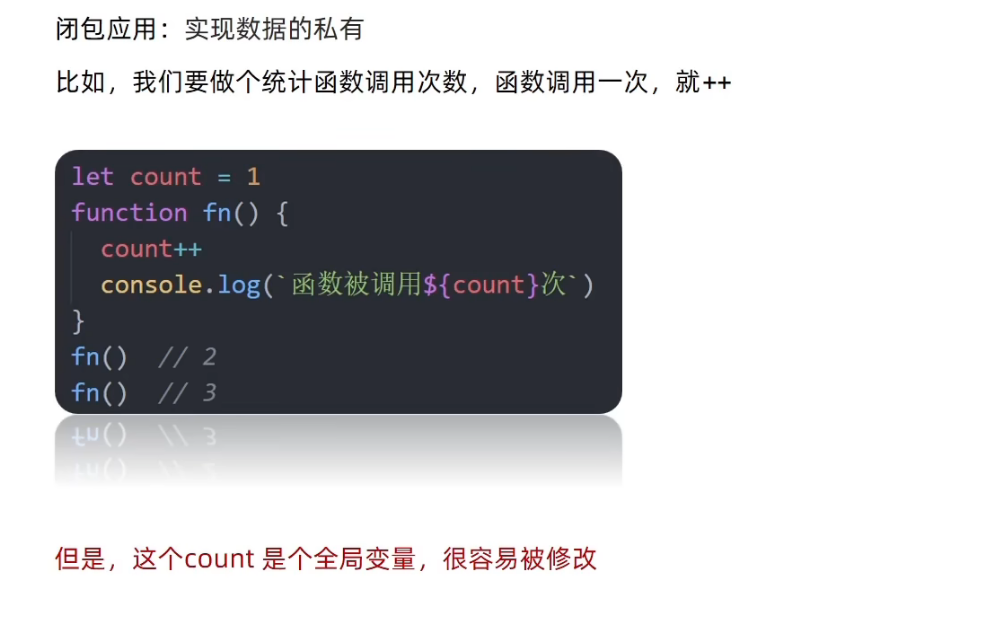 闭包应用：实现数据的私有
比如，我们要做个统计函数调用次数，函数调用一次，就++
let count = 1
function fn() {
  count++
  console.log(`函数被调用${count}次`)
}
fn()  // 2
fn()  // 3
但是，这个count 是个全局变量，很容易被修改